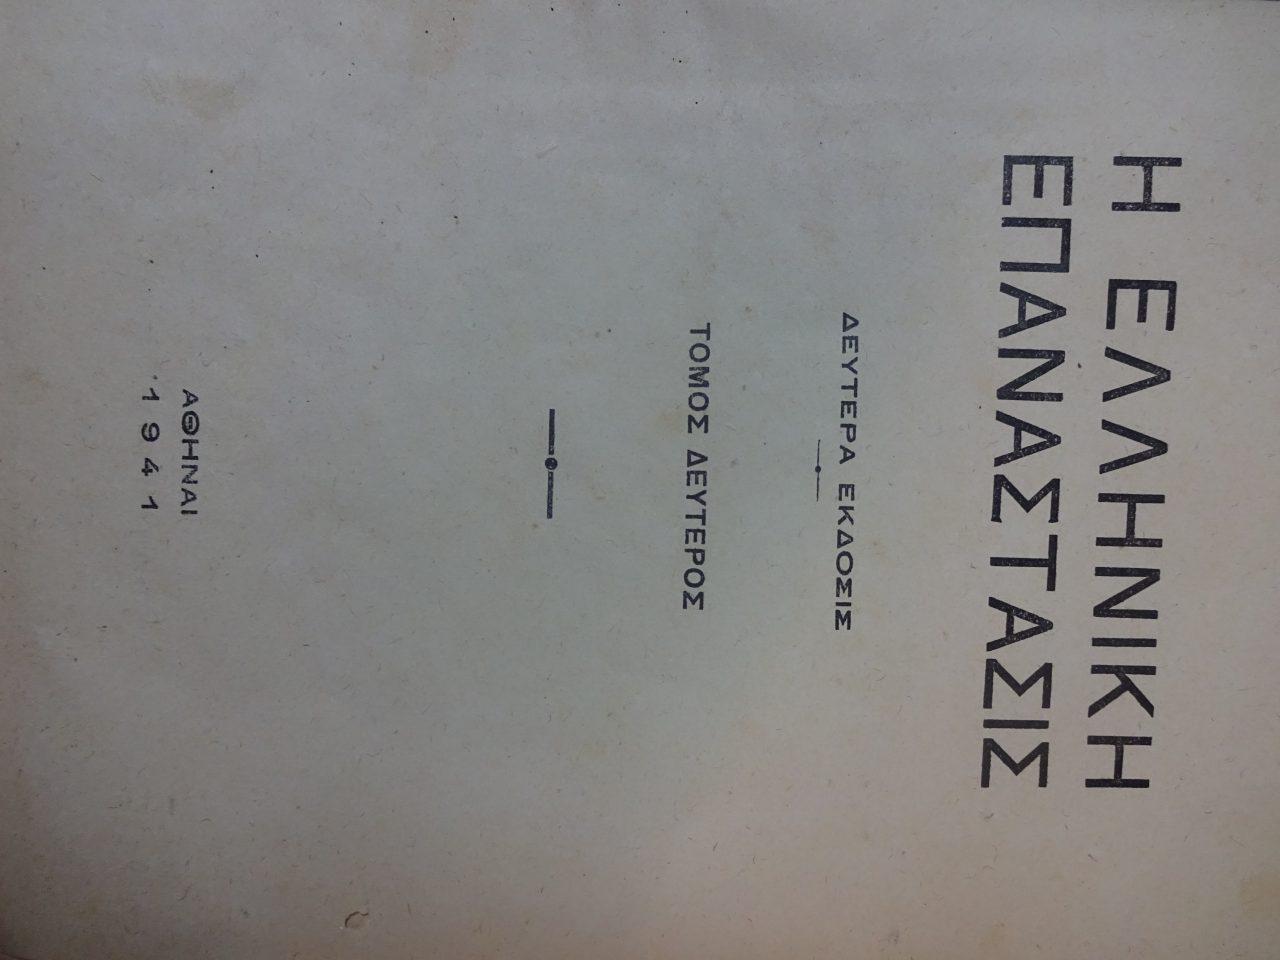 Η ΕΛΛΗΝΙΚΗ
ΕΠΑΝΑΣΤΑΣΙΣ
ΔΕΥΤΕΡΑ ΕΚΔΟΣΙΣ
ΤΟΜΟΣ ΔΕΥΤΕΡΟΣ
ΑΘΗΝΑΙ
1941